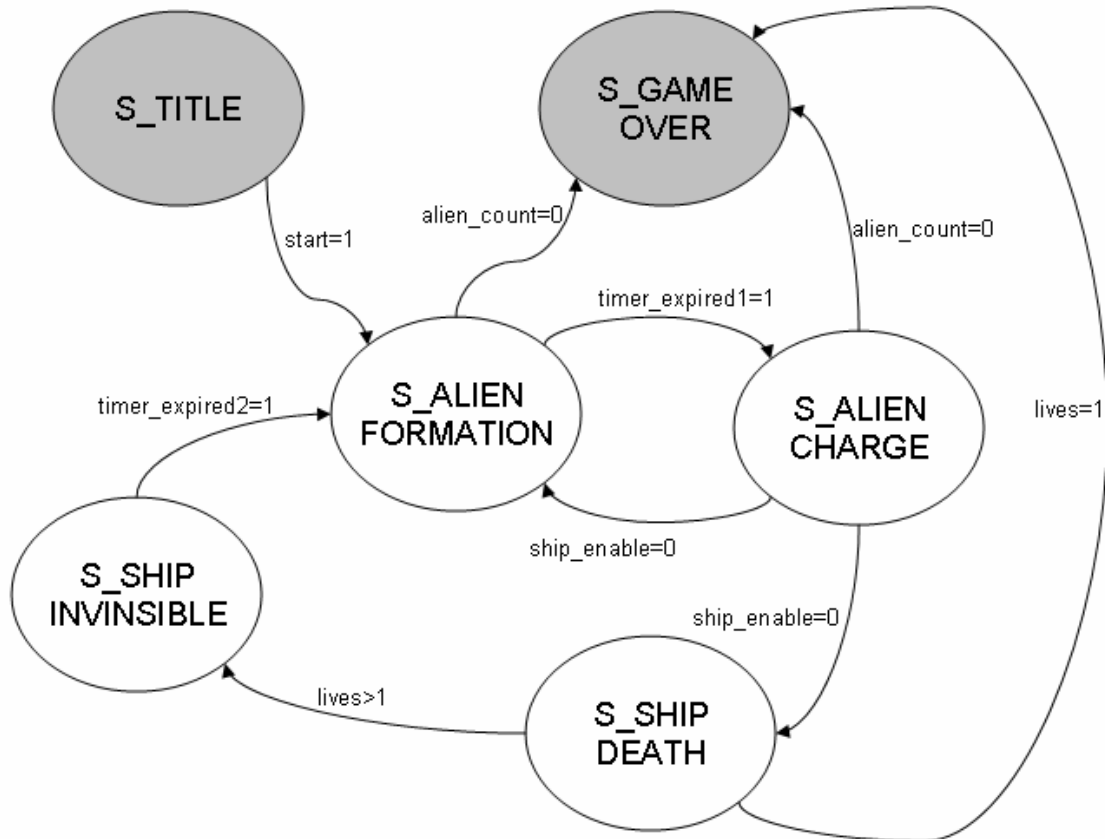 S_TITLE
S_GAME
OVER
start=1
alien_count=0
alien_count=0
timer_expired1=1
S_ALIEN
FORMATION
S_ALIEN
CHARGE
timer_expired2=1
lives=1
ship_enable=0
S_SHIP
INVINSIBLE
ship_enable=0
lives>1
S_SHIP
DEATH